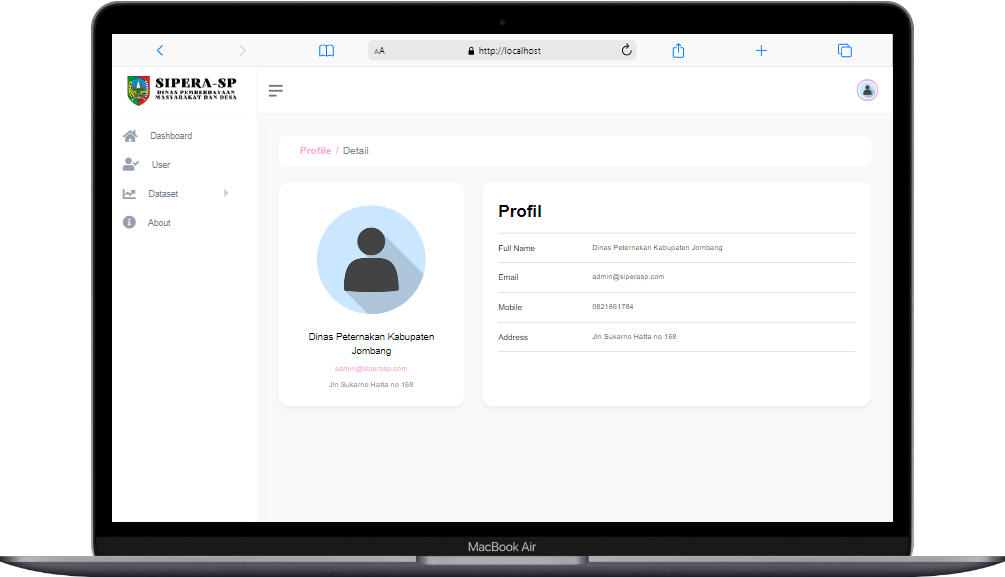 AA http://localhost
SIPERA-SP
DINAS PEMBERDAYAAN
MASYARAKAT DAN DESA
Dashboard
User
Dataset
About
Profile / Detail
Dinas Peternakan Kabupaten
Jombang
admin@siperasp.com
Jln Sukarno Hatta no 168
Profil
Full Name Dinas Peternakan Kabupaten Jombang
Email admin@siperasp.com
Mobile 0821861784
Address Jln Sukarno Hatta no 168
MacBook Air